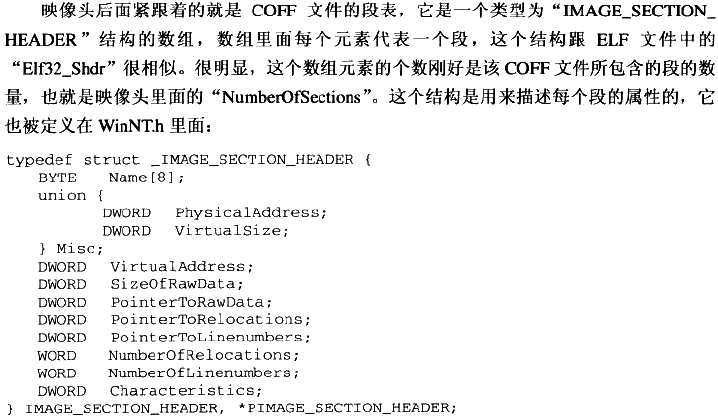 映像头后面紧跟着的就是 COFF 文件的段表，它是一个类型为“IMAGE_SECTION_
HEADER”结构的数组，数组里面每个元素代表一个段，这个结构跟 ELF 文件中的
“Elf32_Shdr”很相似。很明显，这个数组元素的个数刚好是该 COFF 文件所包含的段的数
量，也就是映像头里面的“NumberOfSections”。这个结构是用来描述每个段的属性的，它
也被定义在 WinNT.h 里面：
typedef struct _IMAGE_SECTION_HEADER {
    BYTE    Name[8];
    union {
            DWORD   PhysicalAddress;
            DWORD   VirtualSize;
    } Misc;
    DWORD   VirtualAddress;
    DWORD   SizeOfRawData;
    DWORD   PointerToRawData;
    DWORD   PointerToRelocations;
    DWORD   PointerToLinenumbers;
    WORD    NumberOfRelocations;
    WORD    NumberOfLinenumbers;
    DWORD   Characteristics;
} IMAGE_SECTION_HEADER, *PIMAGE_SECTION_HEADER;